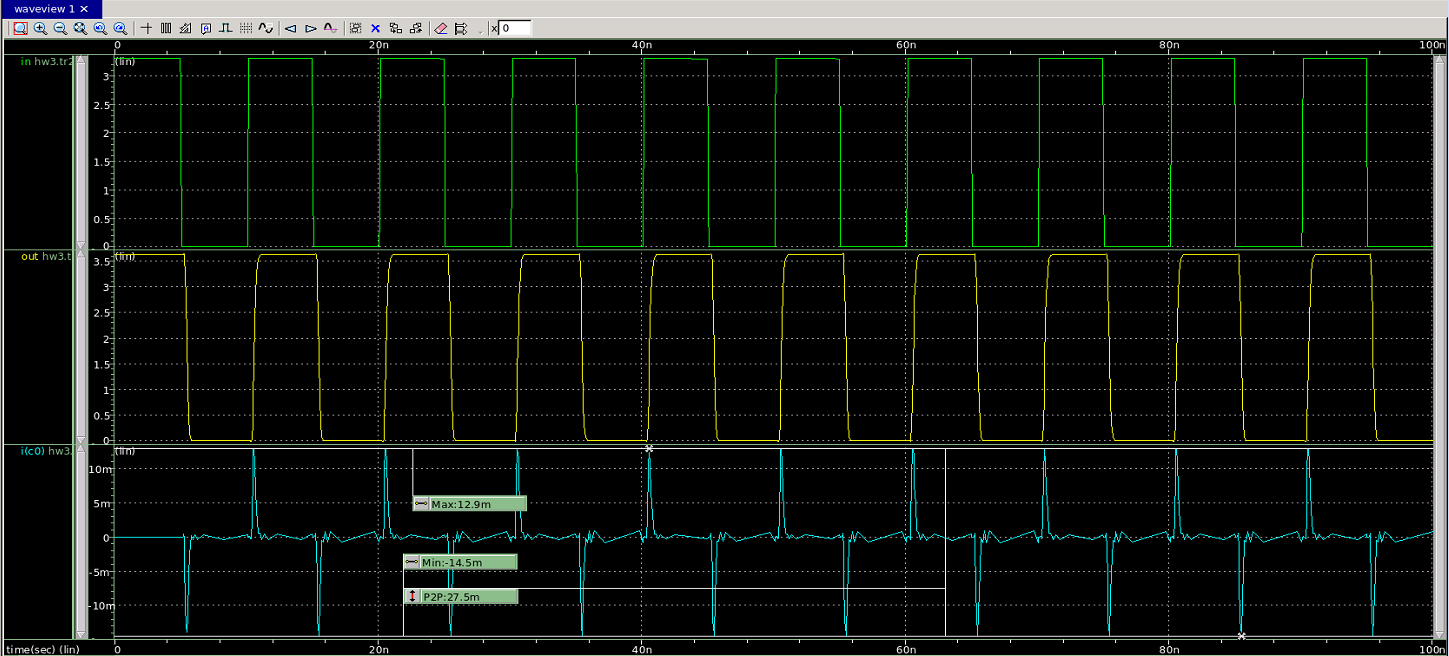 waveview 1 ×
x 0
0 20n 40n 60n 80n 100n
in hw3.tr2 (lin)
3
2.5
2
1.5
1
0.5
0
out hw3.t (lin)
3.5
3
2.5
2
1.5
1
0.5
0
i(c0) hw3. (lin)
10m
5m
0
-5m
-10m
Max:12.9m
Min:-14.5m
P2P:27.5m
time(sec) (lin) 0 20n 40n 60n 80n 100n